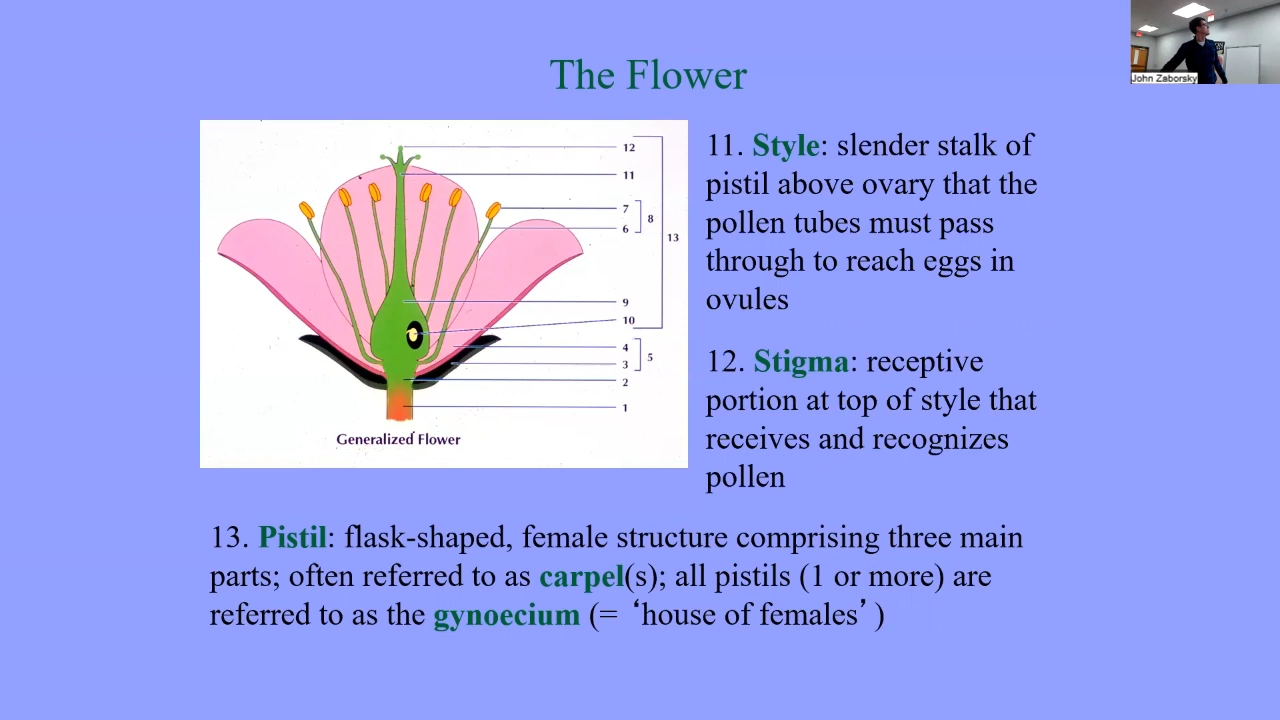 The Flower
John Zaborsky
12
11
7
8
6
13
9
10
4
5
3
2
1
Generalized Flower
11. Style: slender stalk of
pistil above ovary that the
pollen tubes must pass
through to reach eggs in
ovules
12. Stigma: receptive
portion at top of style that
receives and recognizes
pollen
13. Pistil: flask-shaped, female structure comprising three main
parts; often referred to as carpel(s); all pistils (1 or more) are
referred to as the gynoecium (= ‘house of females’ )